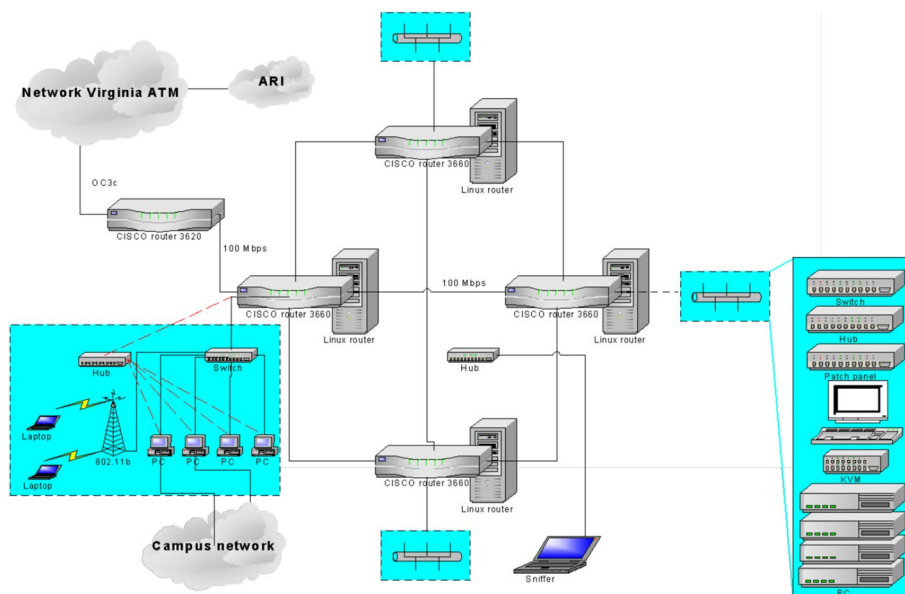 Network Virginia ATM
ARI
CISCO router 3660
Linux router
OC3c
CISCO router 3620
100 Mbps
CISCO router 3660
Linux router
100 Mbps
CISCO router 3660
Linux router
Switch
Hub
Patch panel
KVM
PC
Hub
Switch
Laptop
802.11b
Laptop
PC
PC
PC
PC
Hub
CISCO router 3660
Linux router
Campus network
Sniffer